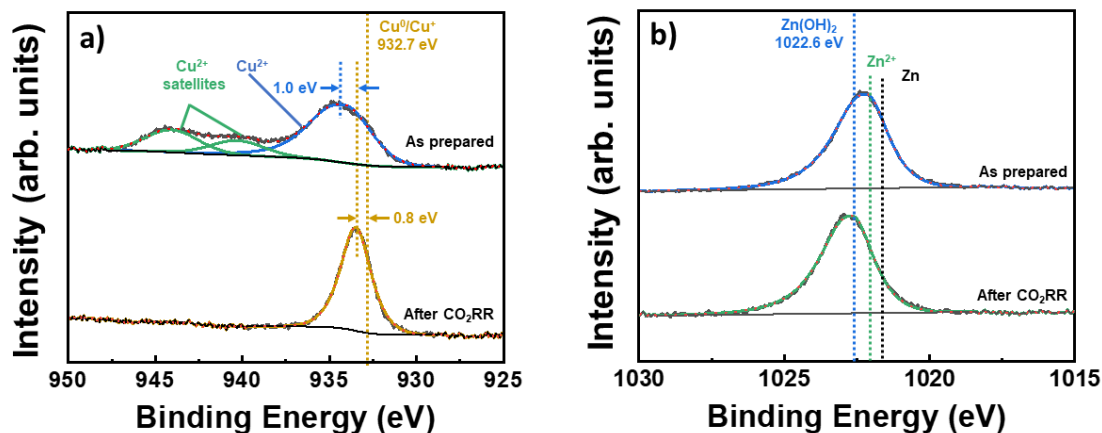 a)
Cu²⁺
satellites
Cu²⁺
Cu⁰/Cu⁺
932.7 eV
1.0 eV
As prepared
0.8 eV
After CO₂RR
Intensity (arb. units)
950 945 940 935 930 925
Binding Energy (eV)
b)
Zn(OH)₂
1022.6 eV
Zn²⁺
Zn
As prepared
After CO₂RR
Intensity (arb. units)
1030 1025 1020 1015
Binding Energy (eV)